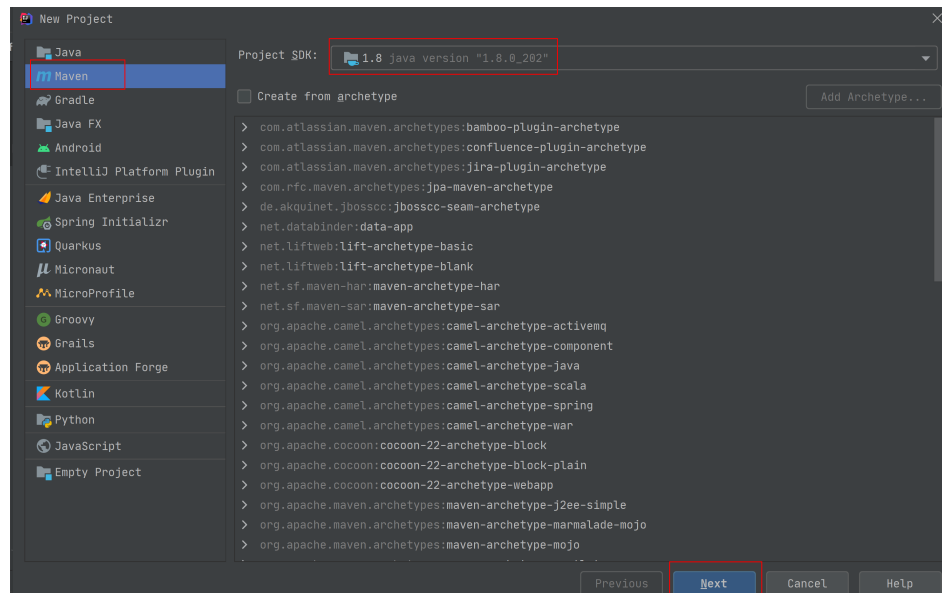 New Project
Java
Maven
Gradle
Java FX
Android
IntelliJ Platform Plugin
Java Enterprise
Spring Initializr
Quarkus
Micronaut
MicroProfile
Groovy
Grails
Application Forge
Kotlin
Python
JavaScript
Empty Project
Project SDK: 1.8 java version "1.8.0_202"
Create from archetype Add Archetype...
com.atlassian.maven.archetypes:bamboo-plugin-archetype
com.atlassian.maven.archetypes:confluence-plugin-archetype
com.atlassian.maven.archetypes:jira-plugin-archetype
com.rfc.maven.archetypes:jpa-maven-archetype
de.akquinet.jbosscc:jbosscc-seam-archetype
net.databinder:data-app
net.liftweb:lift-archetype-basic
net.liftweb:lift-archetype-blank
net.sf.maven-har:maven-archetype-har
net.sf.maven-sar:maven-archetype-sar
org.apache.camel.archetypes:camel-archetype-activemq
org.apache.camel.archetypes:camel-archetype-component
org.apache.camel.archetypes:camel-archetype-java
org.apache.camel.archetypes:camel-archetype-scala
org.apache.camel.archetypes:camel-archetype-spring
org.apache.camel.archetypes:camel-archetype-war
org.apache.cocoon:cocoon-22-archetype-block
org.apache.cocoon:cocoon-22-archetype-block-plain
org.apache.cocoon:cocoon-22-archetype-webapp
org.apache.maven.archetypes:maven-archetype-j2ee-simple
org.apache.maven.archetypes:maven-archetype-marmalade-mojo
org.apache.maven.archetypes:maven-archetype-mojo
Previous Next Cancel Help